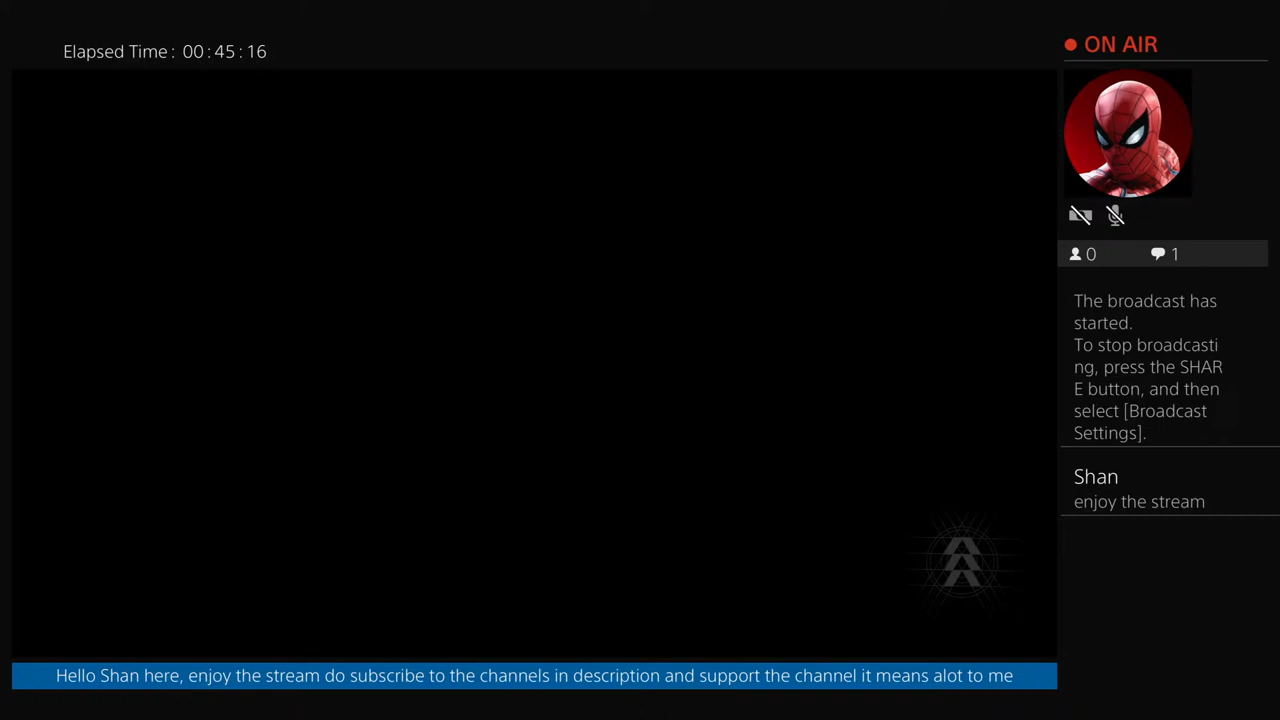 Elapsed Time : 00 : 45 : 16
ON AIR
0 1
The broadcast has
started.
To stop broadcasti
ng, press the SHAR
E button, and then
select [Broadcast
Settings].
Shan
enjoy the stream
Hello Shan here, enjoy the stream do subscribe to the channels in description and support the channel it means alot to me